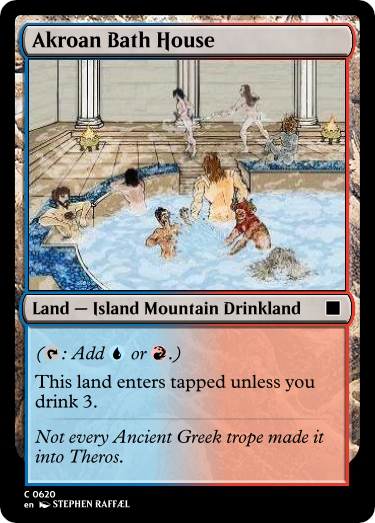 Akroan Bath House
Land — Island Mountain Drinkland
(: Add or .)
This land enters tapped unless you
drink 3.
Not every Ancient Greek trope made it
into Theros.
C 0620
en STEPHEN RAFFÆL